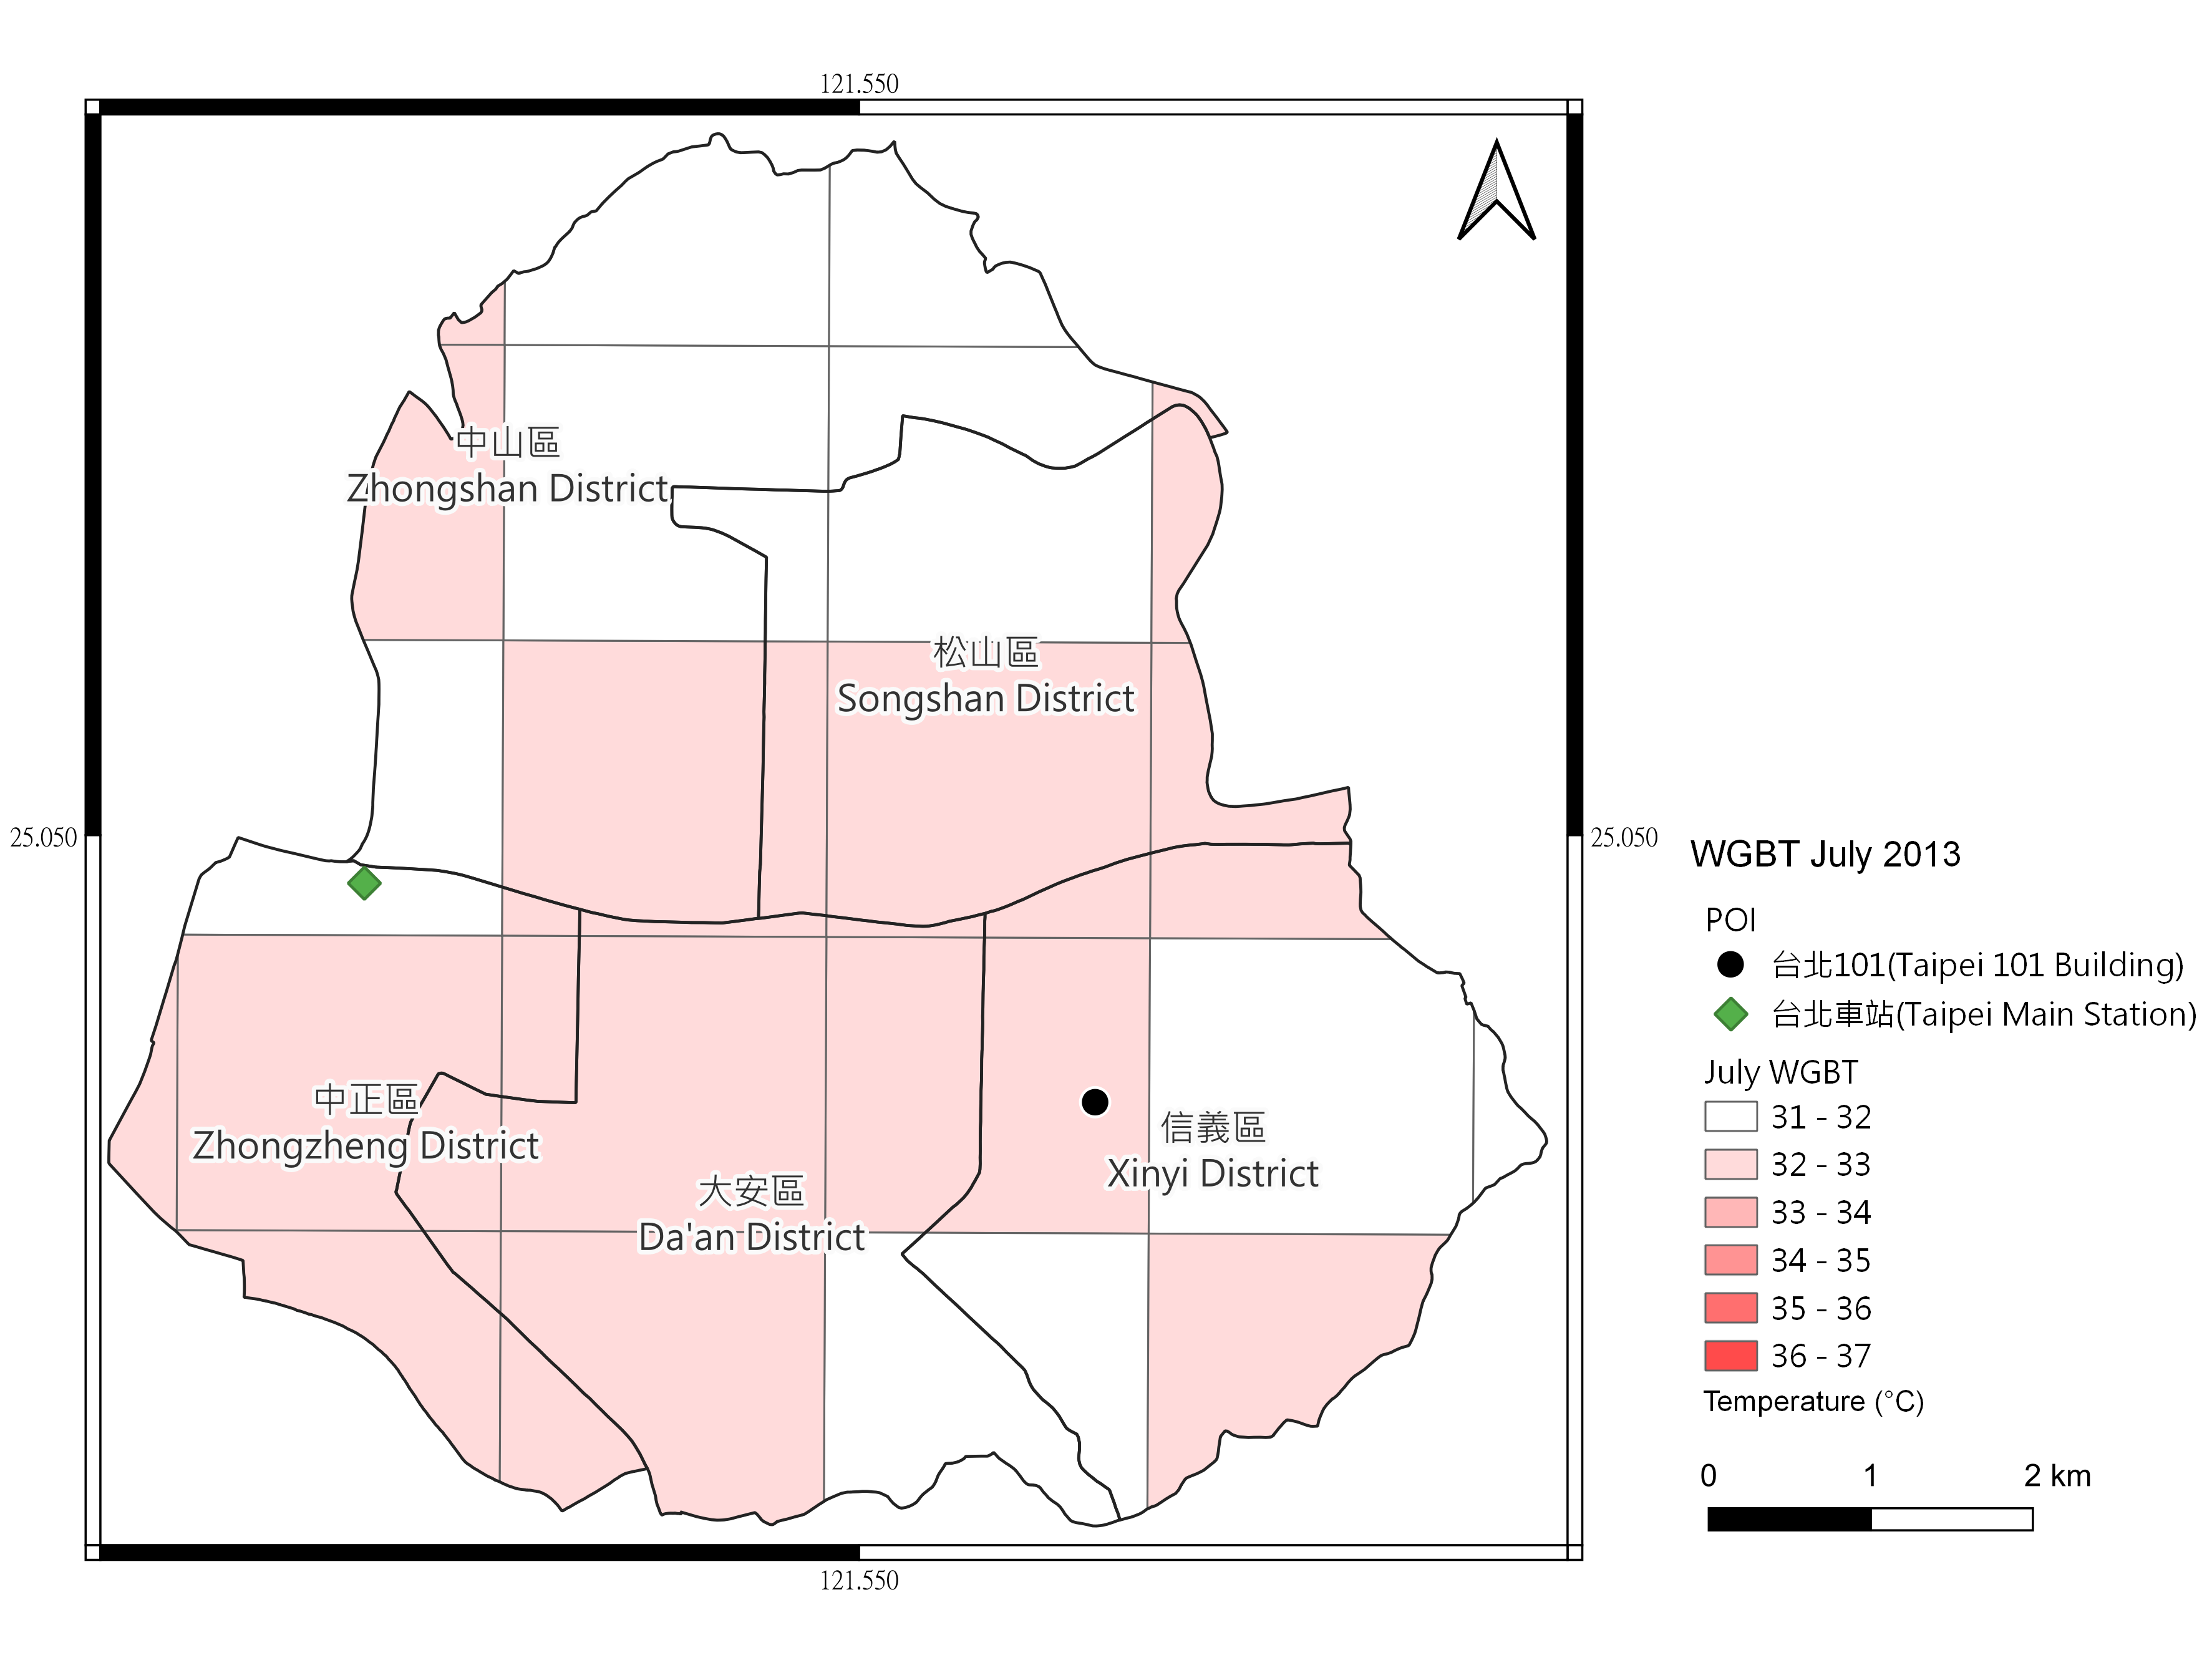 121.550
中山區
Zhongshan District
松山區
Songshan District
25.050
25.050
中正區
Zhongzheng District
大安區
Da'an District
信義區
Xinyi District
121.550
WGBT July 2013
POI
台北101(Taipei 101 Building)
台北車站(Taipei Main Station)
July WGBT
31 - 32
32 - 33
33 - 34
34 - 35
35 - 36
36 - 37
Temperature (°C)
0 1 2 km